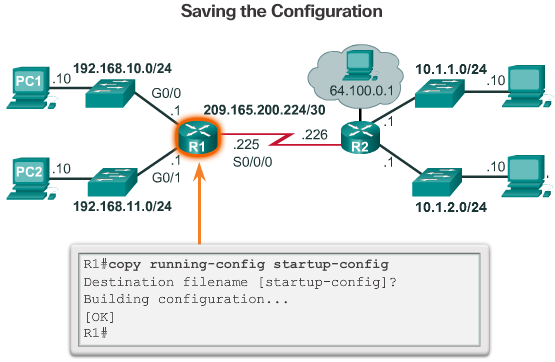 Saving the Configuration
PC1
.10
192.168.10.0/24
G0/0
.1
209.165.200.224/30
64.100.0.1
10.1.1.0/24
.10
R1
.225
S0/0/0
.226
R2
.1
PC2
.10
.1
G0/1
192.168.11.0/24
.1
.10
10.1.2.0/24
R1#copy running-config startup-config
Destination filename [startup-config]?
Building configuration...
[OK]
R1#